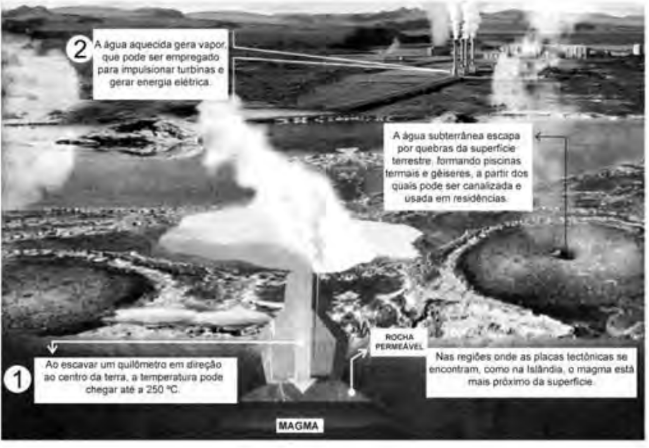 2
A água aquecida gera vapor,
que pode ser empregado
para impulsionar turbinas e
gerar energia elétrica.
A água subterrânea escapa
por quebras da superfície
terrestre, formando piscinas
termais e gêiseres, a partir dos
quais pode ser canalizada e
usada em residências.
1
Ao escavar um quilômetro em direção
ao centro da terra, a temperatura pode
chegar até a 250 ºC.
ROCHA
PERMEÁVEL
Nas regiões onde as placas tectônicas se
encontram, como na Islândia, o magma está
mais próximo da superfície.
MAGMA